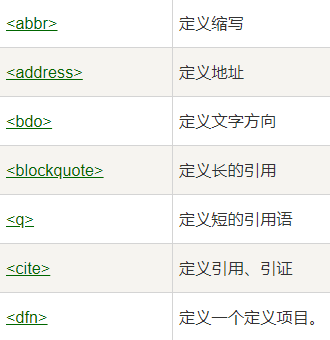 <abbr> 定义缩写
<address> 定义地址
<bdo> 定义文字方向
<blockquote> 定义长的引用
<q> 定义短的引用语
<cite> 定义引用、引证
<dfn> 定义一个定义项目。